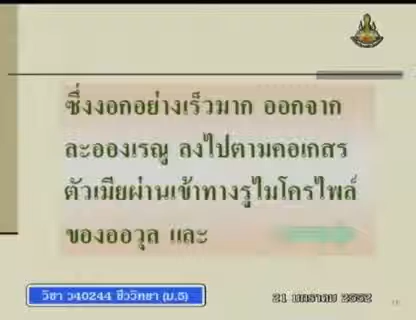 ซึ่งงอกอย่างเร็วมาก ออกจาก
ละอองเรณู ลงไปตามคอเกสร
ตัวเมียผ่านเข้าทางรูไมโครไพล์
ของออวุล และ
วิชา ว40244 ชีววิทยา (ม.5)
21 มกราคม 2552